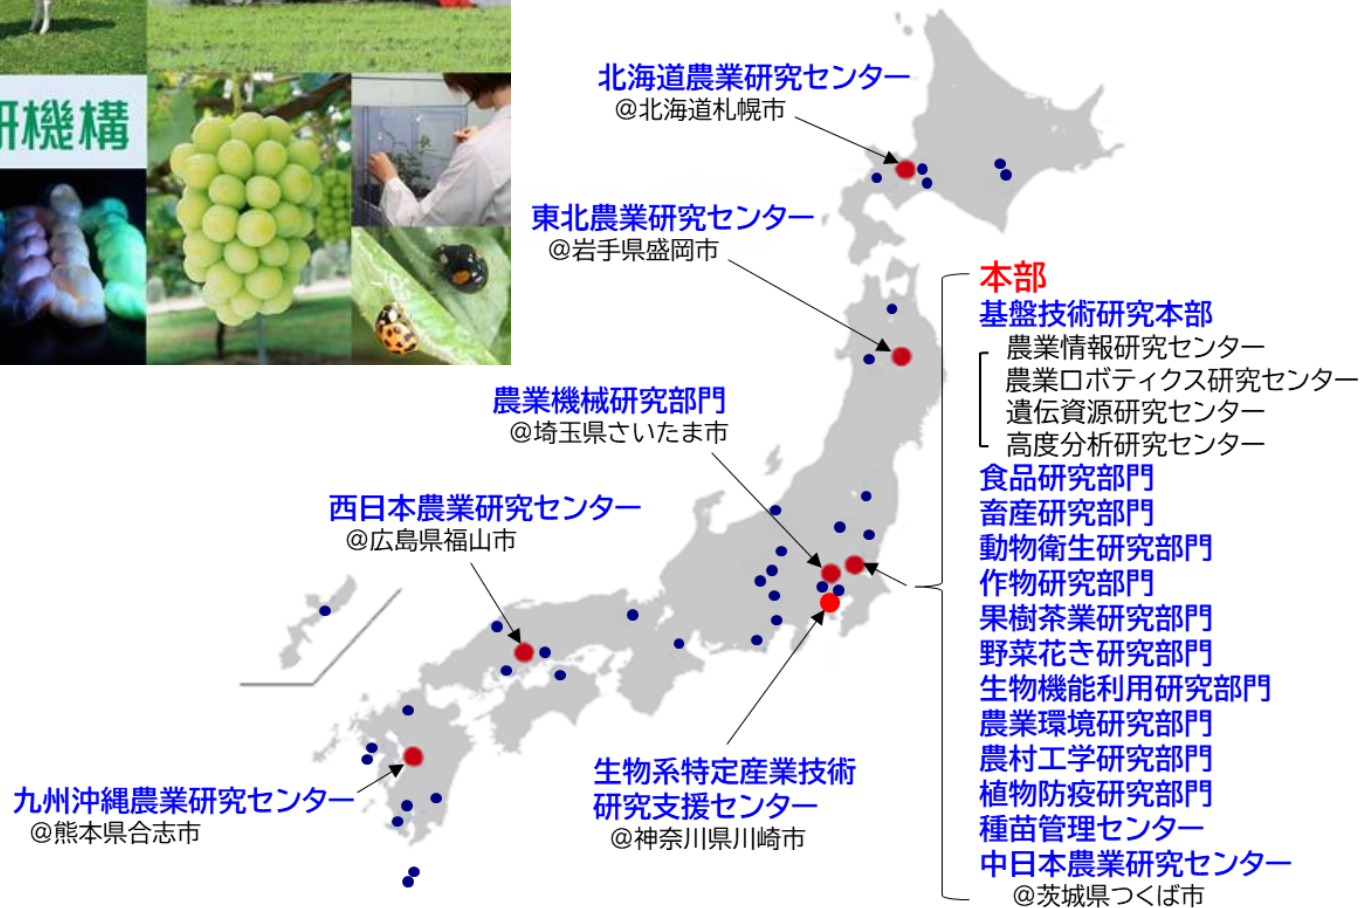 研機構
北海道農業研究センター
@北海道札幌市
東北農業研究センター
@岩手県盛岡市
農業機械研究部門
@埼玉県さいたま市
西日本農業研究センター
@広島県福山市
九州沖縄農業研究センター
@熊本県合志市
生物系特定産業技術
研究支援センター
@神奈川県川崎市
本部
基盤技術研究本部
農業情報研究センター
農業ロボティクス研究センター
遺伝資源研究センター
高度分析研究センター
食品研究部門
畜産研究部門
動物衛生研究部門
作物研究部門
果樹茶業研究部門
野菜花き研究部門
生物機能利用研究部門
農業環境研究部門
農村工学研究部門
植物防疫研究部門
種苗管理センター
中日本農業研究センター
@茨城県つくば市